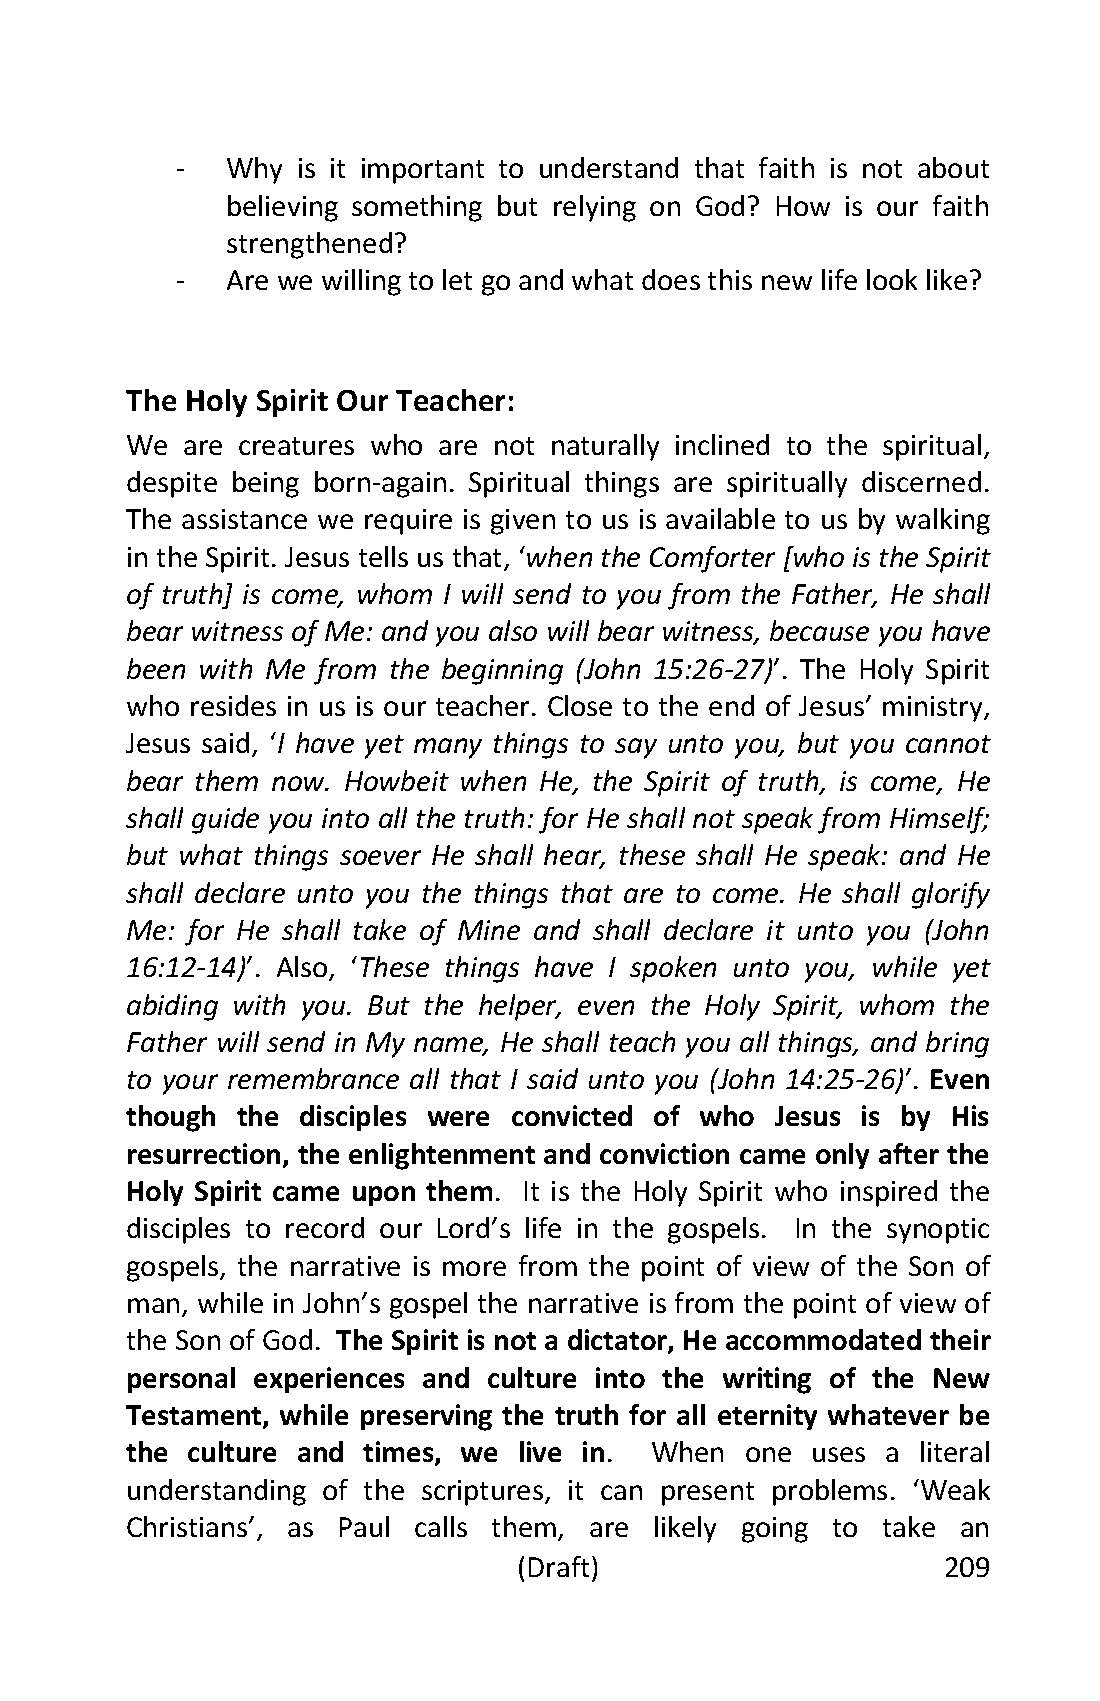 - Why is it important to understand that faith is not about
believing something but relying on God? How is our faith
strengthened?
- Are we willing to let go and what does this new life look like?
The Holy Spirit Our Teacher:
We are creatures who are not naturally inclined to the spiritual,
despite being born-again. Spiritual things are spiritually discerned.
The assistance we require is given to us is available to us by walking
in the Spirit. Jesus tells us that, ‘when the Comforter [who is the Spirit
of truth] is come, whom I will send to you from the Father, He shall
bear witness of Me: and you also will bear witness, because you have
been with Me from the beginning (John 15:26-27)’. The Holy Spirit
who resides in us is our teacher. Close to the end of Jesus’ ministry,
Jesus said, ‘I have yet many things to say unto you, but you cannot
bear them now. Howbeit when He, the Spirit of truth, is come, He
shall guide you into all the truth: for He shall not speak from Himself;
but what things soever He shall hear, these shall He speak: and He
shall declare unto you the things that are to come. He shall glorify
Me: for He shall take of Mine and shall declare it unto you (John
16:12-14)’. Also, ‘These things have I spoken unto you, while yet
abiding with you. But the helper, even the Holy Spirit, whom the
Father will send in My name, He shall teach you all things, and bring
to your remembrance all that I said unto you (John 14:25-26)’. Even
though the disciples were convicted of who Jesus is by His
resurrection, the enlightenment and conviction came only after the
Holy Spirit came upon them. It is the Holy Spirit who inspired the
disciples to record our Lord’s life in the gospels. In the synoptic
gospels, the narrative is more from the point of view of the Son of
man, while in John’s gospel the narrative is from the point of view of
the Son of God. The Spirit is not a dictator, He accommodated their
personal experiences and culture into the writing of the New
Testament, while preserving the truth for all eternity whatever be
the culture and times, we live in. When one uses a literal
understanding of the scriptures, it can present problems. ‘Weak
Christians’, as Paul calls them, are likely going to take an
(Draft) 209